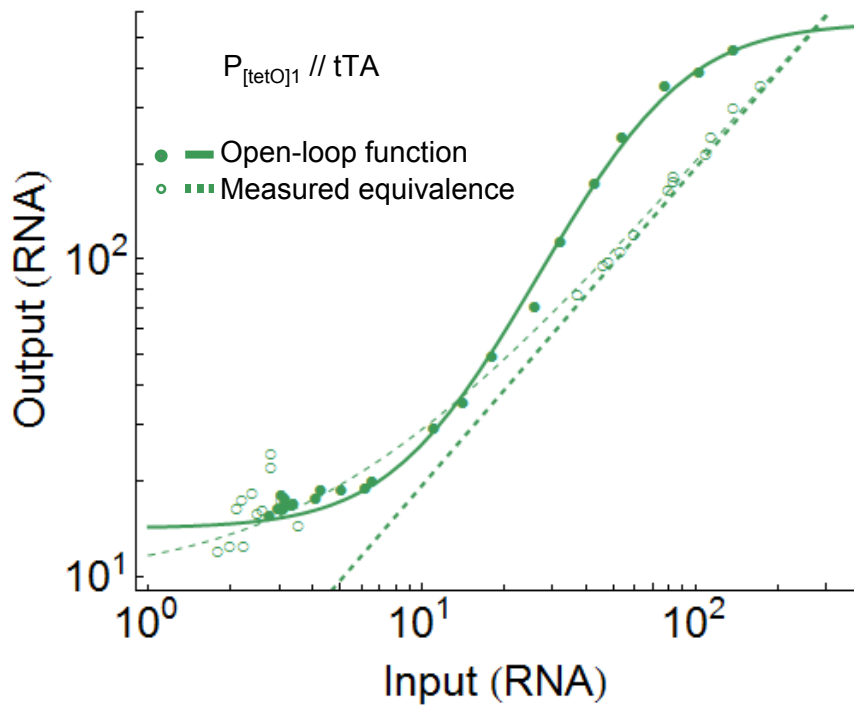 P[tetO]1 // tTA
Open-loop function
Measured equivalence
Output (RNA)
10²
10¹
10⁰ 10¹ 10²
Input (RNA)